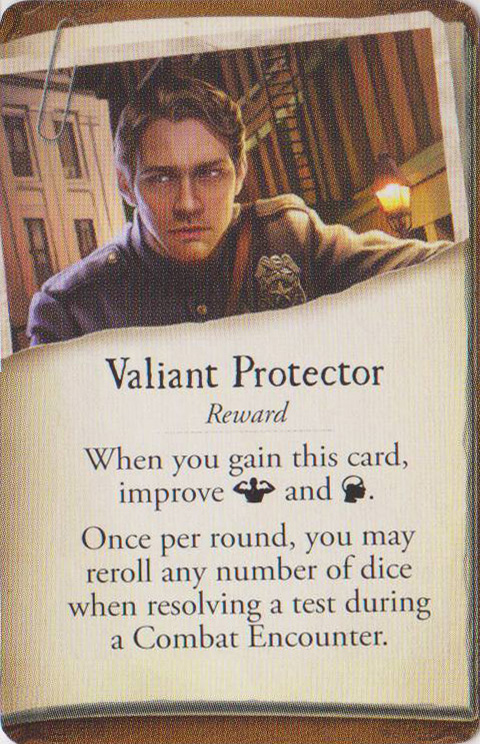 Valiant Protector
Reward
When you gain this card,
improve and .
Once per round, you may
reroll any number of dice
when resolving a test during
a Combat Encounter.